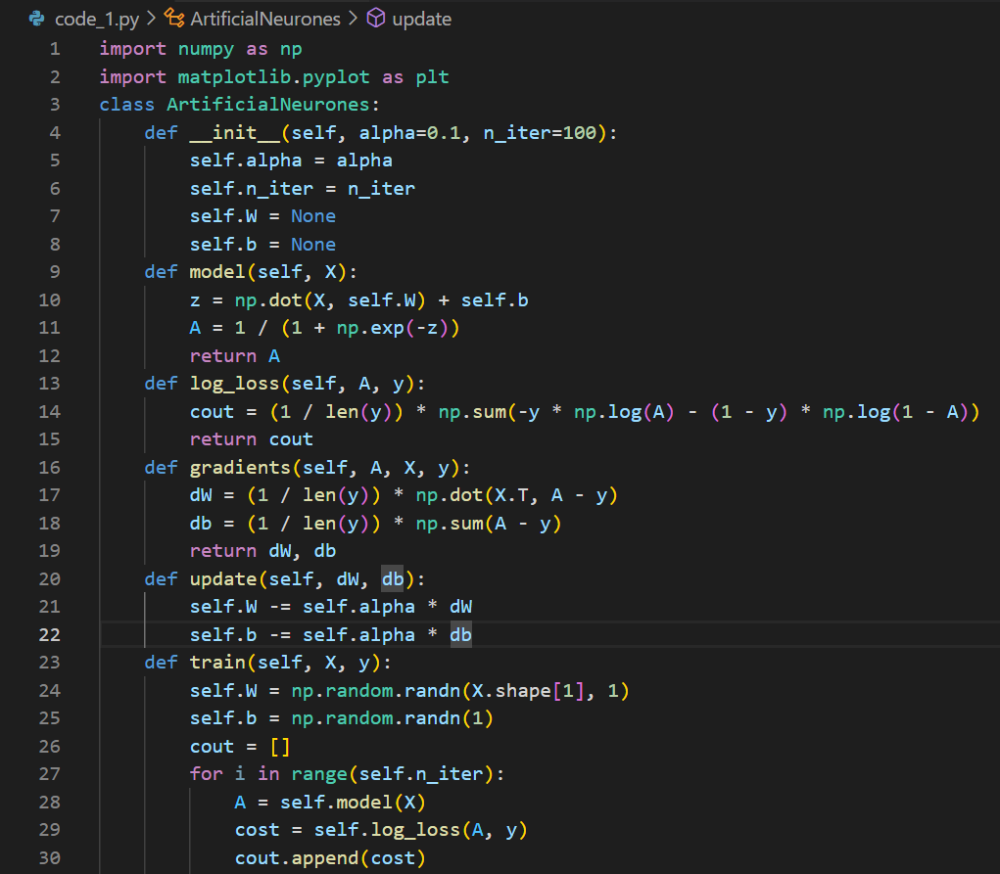 code_1.py > ArtificialNeurones > update
1 import numpy as np
2 import matplotlib.pyplot as plt
3 class ArtificialNeurones:
4     def __init__(self, alpha=0.1, n_iter=100):
5         self.alpha = alpha
6         self.n_iter = n_iter
7         self.W = None
8         self.b = None
9     def model(self, X):
10         z = np.dot(X, self.W) + self.b
11         A = 1 / (1 + np.exp(-z))
12         return A
13     def log_loss(self, A, y):
14         cout = (1 / len(y)) * np.sum(-y * np.log(A) - (1 - y) * np.log(1 - A))
15         return cout
16     def gradients(self, A, X, y):
17         dW = (1 / len(y)) * np.dot(X.T, A - y)
18         db = (1 / len(y)) * np.sum(A - y)
19         return dW, db
20     def update(self, dW, db):
21         self.W -= self.alpha * dW
22         self.b -= self.alpha * db
23     def train(self, X, y):
24         self.W = np.random.randn(X.shape[1], 1)
25         self.b = np.random.randn(1)
26         cout = []
27         for i in range(self.n_iter):
28             A = self.model(X)
29             cost = self.log_loss(A, y)
30             cout.append(cost)